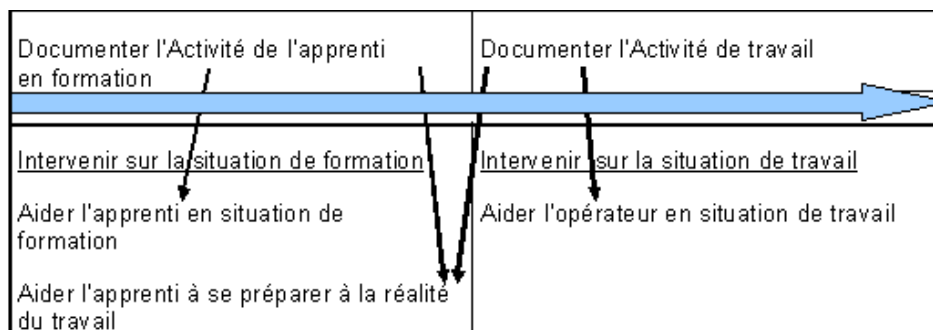 Documenter l'Activité de l'apprenti
en formation
Documenter l'Activité de travail
Intervenir sur la situation de formation
Aider l'apprenti en situation de
formation
Aider l'apprenti à se préparer à la réalité
du travail
Intervenir sur la situation de travail
Aider l'opérateur en situation de travail